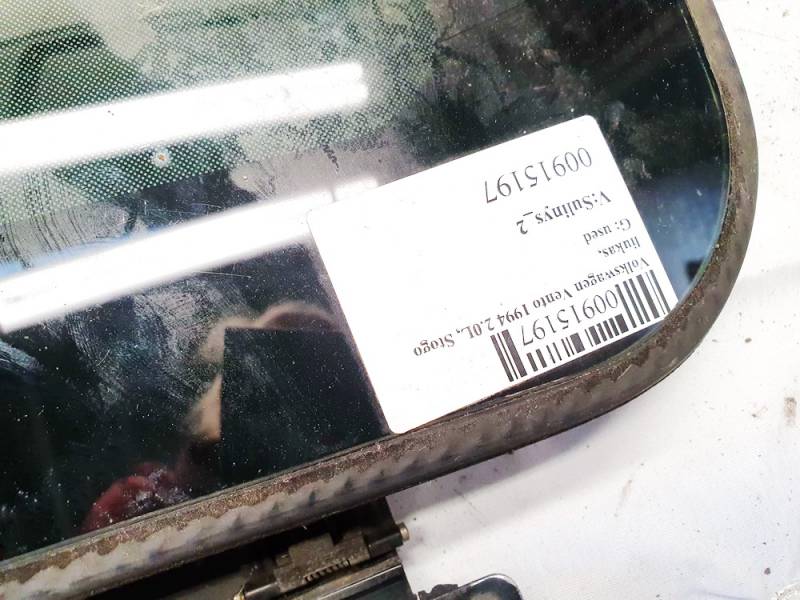 00915197
Volkswagen Vento 1994 2.0L, Stogo
liukas,
G: used
V:Sulinys_2
00915197